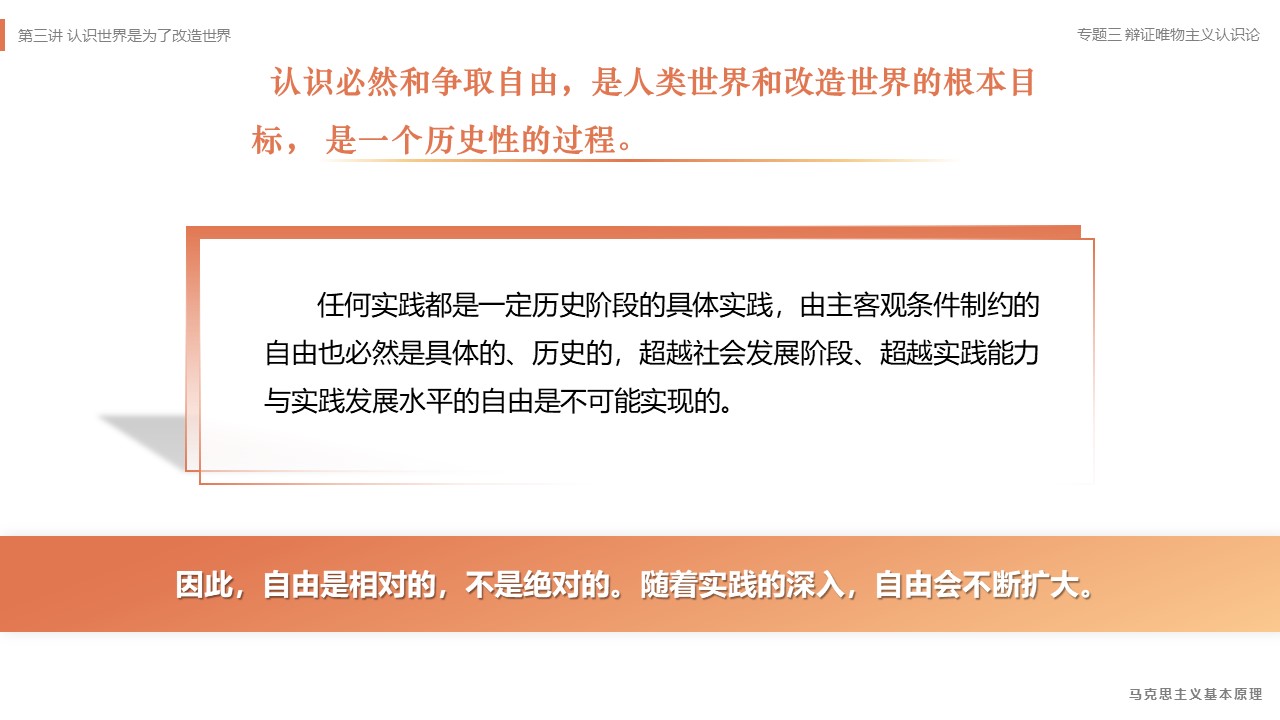 第三讲 认识世界是为了改造世界
专题三 辩证唯物主义认识论
认识必然和争取自由，是人类世界和改造世界的根本目
标， 是一个历史性的过程。
任何实践都是一定历史阶段的具体实践，由主客观条件制约的
自由也必然是具体的、历史的，超越社会发展阶段、超越实践能力
与实践发展水平的自由是不可能实现的。
因此，自由是相对的，不是绝对的。随着实践的深入，自由会不断扩大。
马克思主义基本原理